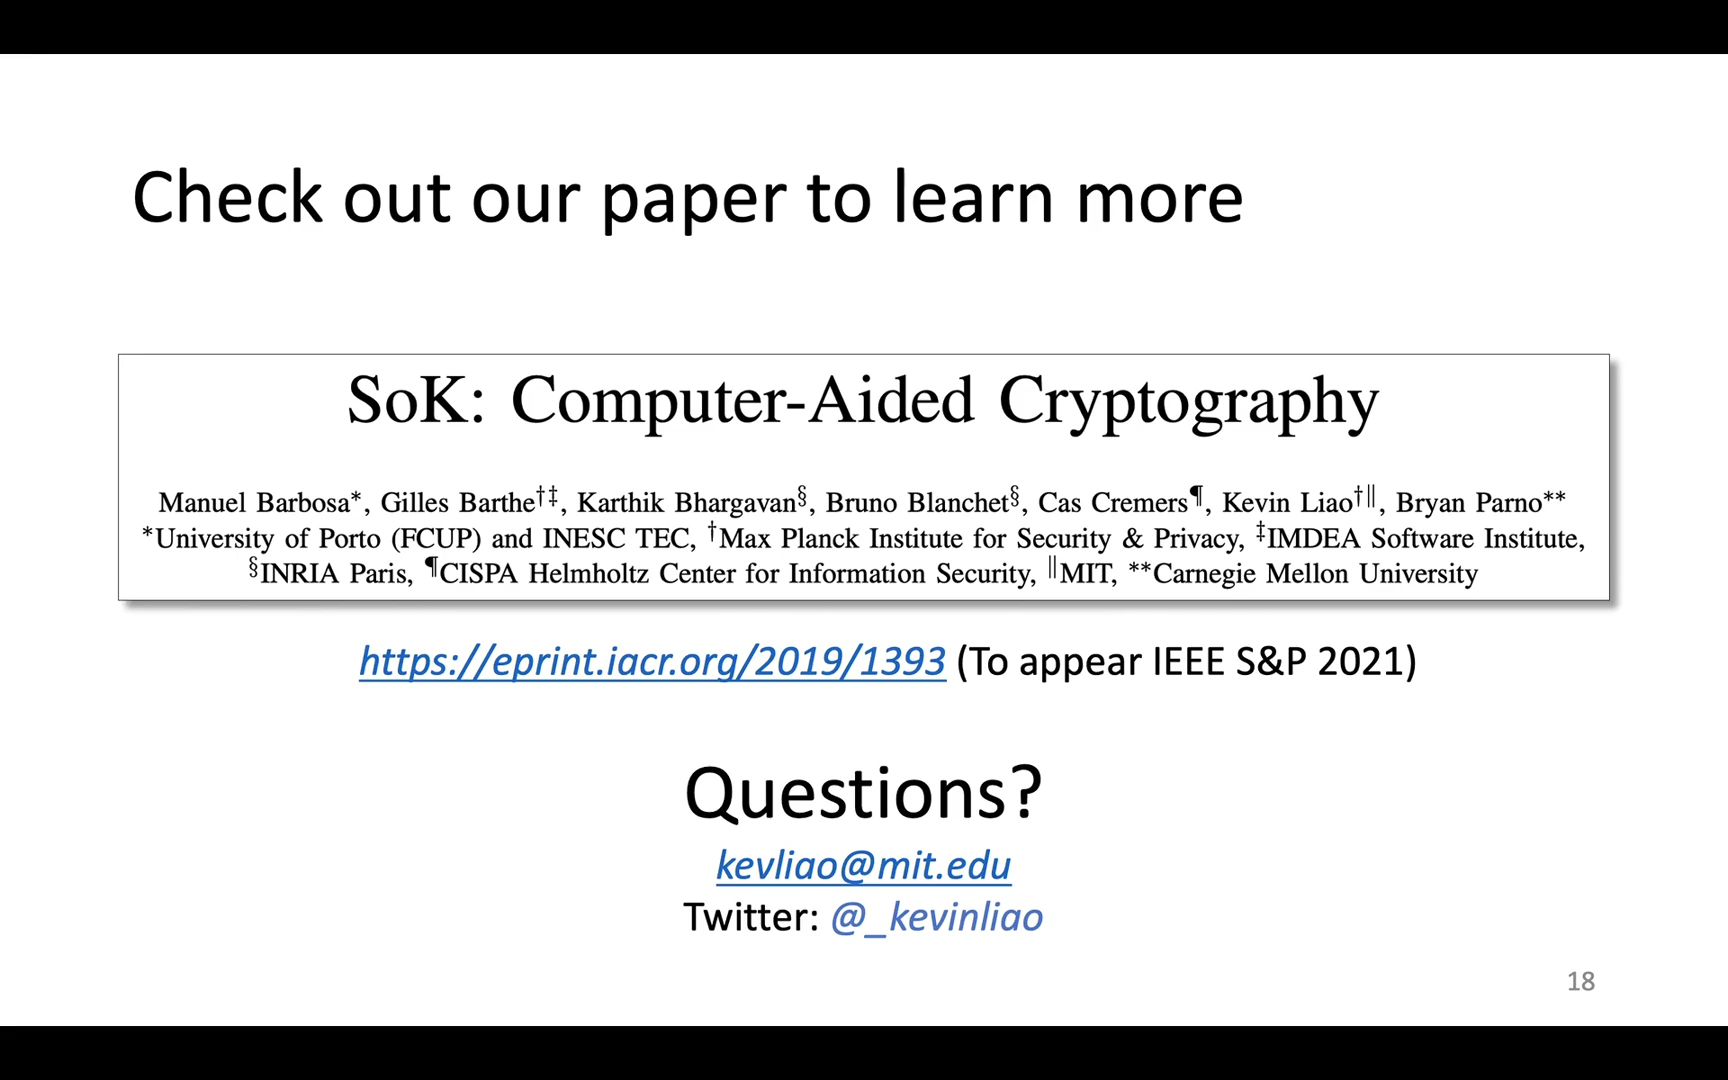 Check out our paper to learn more
SoK: Computer-Aided Cryptography
Manuel Barbosa*, Gilles Barthe†‡, Karthik Bhargavan§, Bruno Blanchet§, Cas Cremers¶, Kevin Liao†‖, Bryan Parno**
*University of Porto (FCUP) and INESC TEC, †Max Planck Institute for Security & Privacy, ‡IMDEA Software Institute,
§INRIA Paris, ¶CISPA Helmholtz Center for Information Security, ‖MIT, **Carnegie Mellon University
https://eprint.iacr.org/2019/1393 (To appear IEEE S&P 2021)
Questions?
kevliao@mit.edu
Twitter: @_kevinliao
18